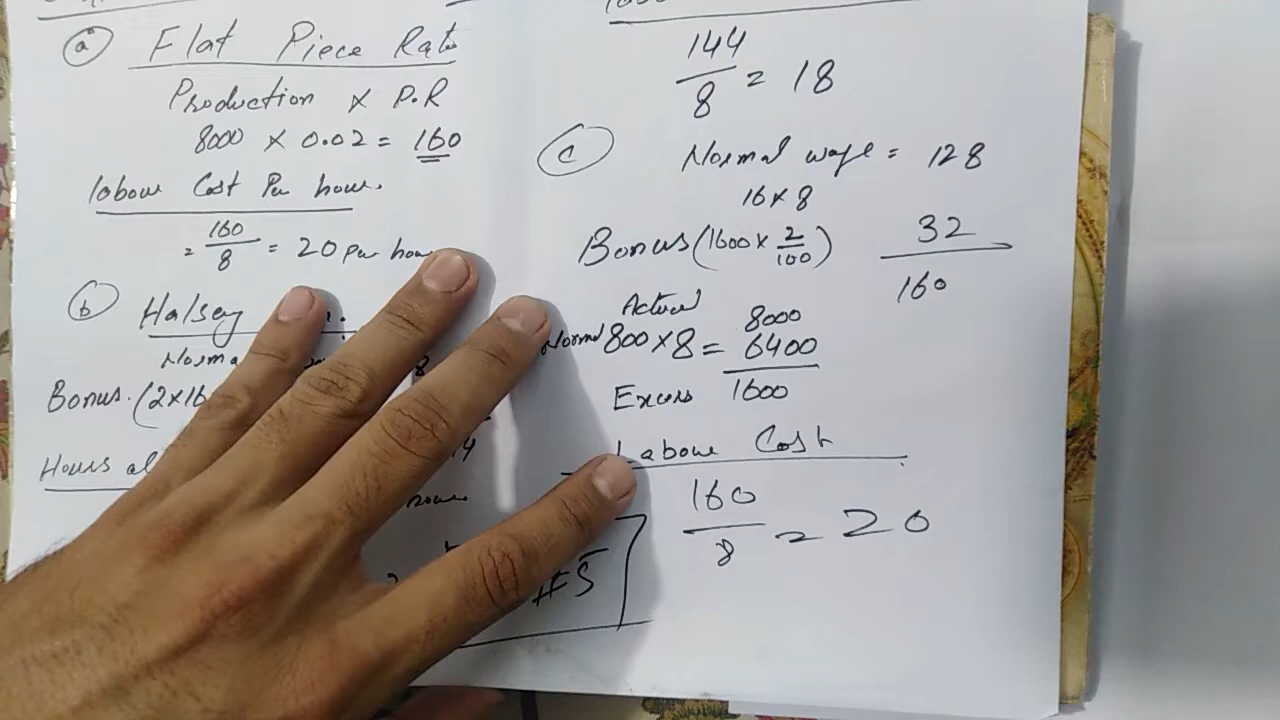 a Flat Piece Rate
Production × P.R
8000 × 0.02 = 160
labour Cost Per hour.
= 160/8 = 20 per hour
b Halsey
Bonus. (2×16
Hours
#5
144/8 = 18
c Normal wage = 128
16×8
Bonus (1600 × 2/100) 32
160
Actual 8000
Normal 800×8 = 6400
Excess 1600
Labour Cost
160/8 = 20